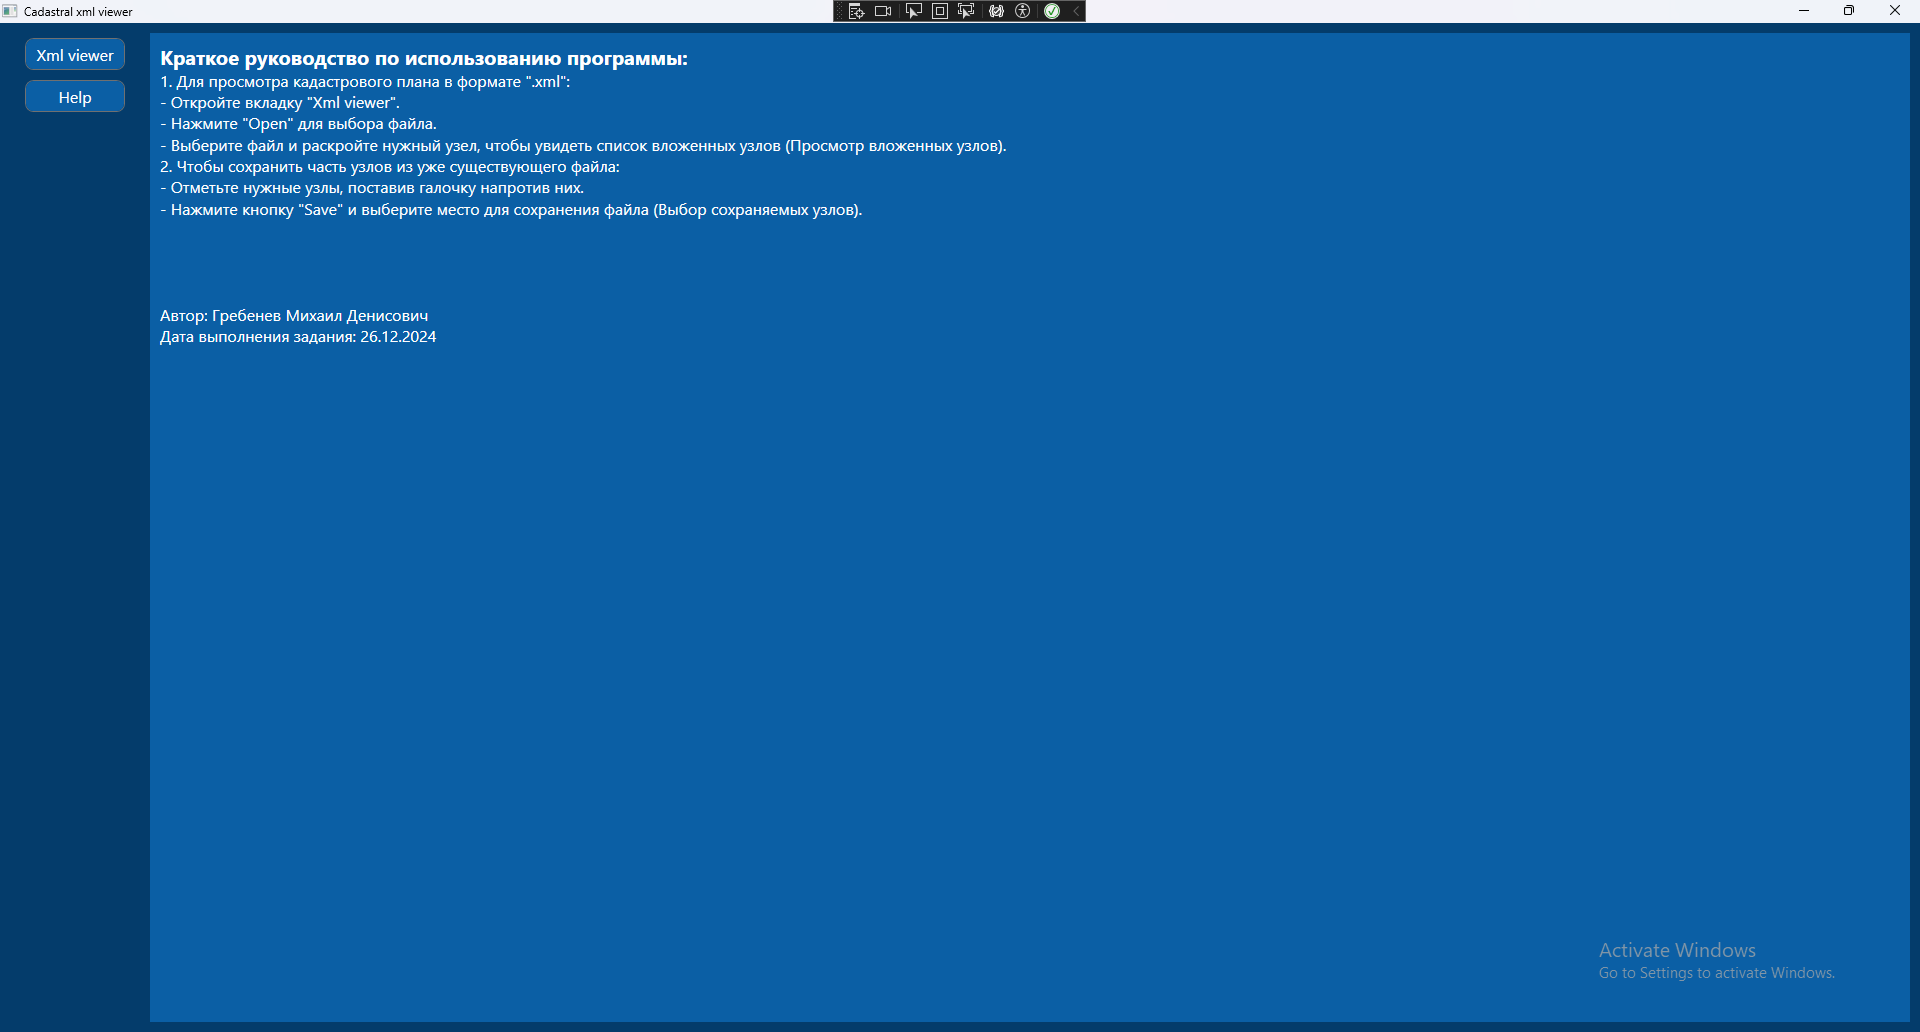 Cadastral xml viewer
Xml viewer
Help
Краткое руководство по использованию программы:
1. Для просмотра кадастрового плана в формате ".xml":
- Откройте вкладку "Xml viewer".
- Нажмите "Open" для выбора файла.
- Выберите файл и раскройте нужный узел, чтобы увидеть список вложенных узлов (Просмотр вложенных узлов).
2. Чтобы сохранить часть узлов из уже существующего файла:
- Отметьте нужные узлы, поставив галочку напротив них.
- Нажмите кнопку "Save" и выберите место для сохранения файла (Выбор сохраняемых узлов).
Автор: Гребенев Михаил Денисович
Дата выполнения задания: 26.12.2024
Activate Windows
Go to Settings to activate Windows.